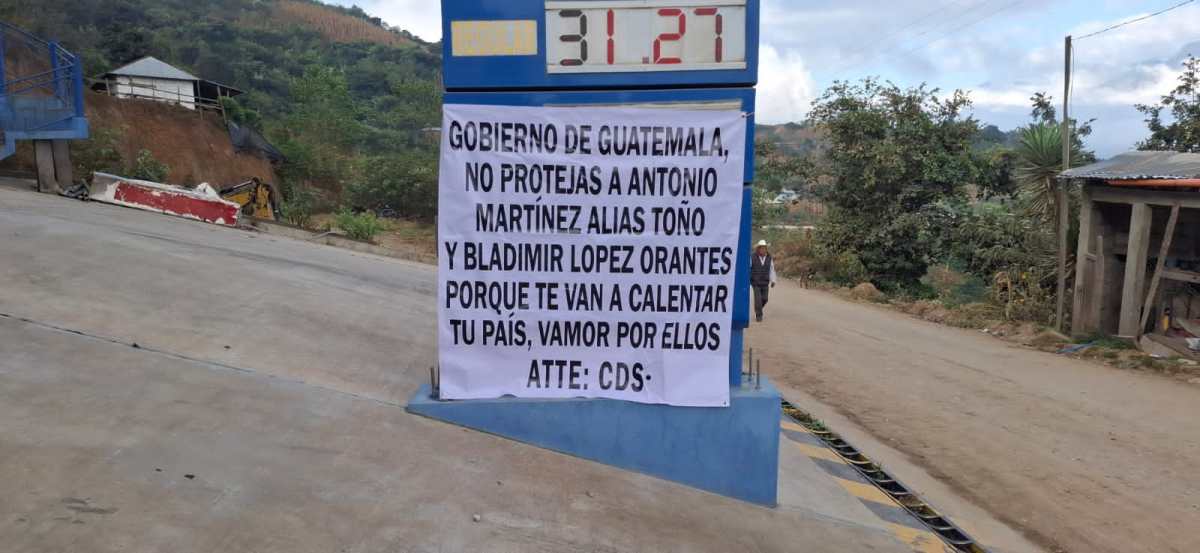 REGULAR
31.27
GOBIERNO DE GUATEMALA,
NO PROTEJAS A ANTONIO
MARTÍNEZ ALIAS TOÑO
Y BLADIMIR LOPEZ ORANTES
PORQUE TE VAN A CALENTAR
TU PAÍS, VAMOR POR ELLOS
ATTE: CDS.